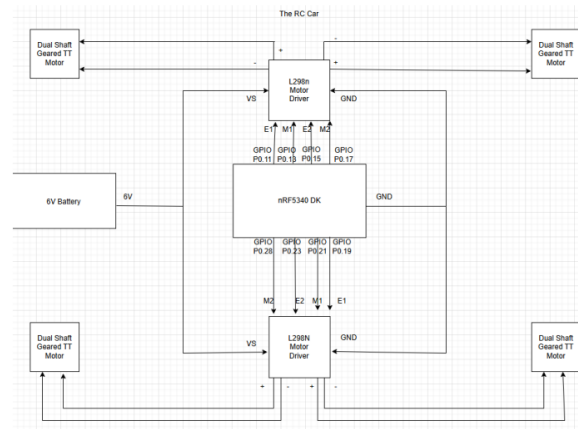 The RC Car
Dual Shaft
Geared TT
Motor
-
+
+
-
Dual Shaft
Geared TT
Motor
L298n
Motor
Driver
VS
GND
E1
M1
E2
M2
GPIO
P0.11
GPIO
P0.13
GPIO
P0.15
GPIO
P0.17
6V Battery
6V
nRF5340 DK
GND
GPIO
P0.28
GPIO
P0.23
GPIO
P0.21
GPIO
P0.19
M2
E2
M1
E1
Dual Shaft
Geared TT
Motor
VS
L298N
Motor
Driver
GND
Dual Shaft
Geared TT
Motor
+
-
+
-